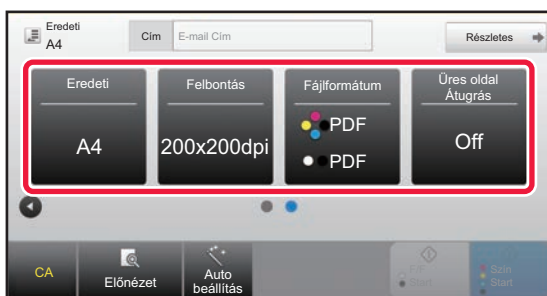 Eredeti
A4
Cím
E-mail Cím
Részletes
Eredeti
A4
Felbontás
200x200dpi
Fájlformátum
PDF
PDF
Üres oldal
Átugrás
Off
CA
Előnézet
Auto
beállítás
Start
Szín
Start